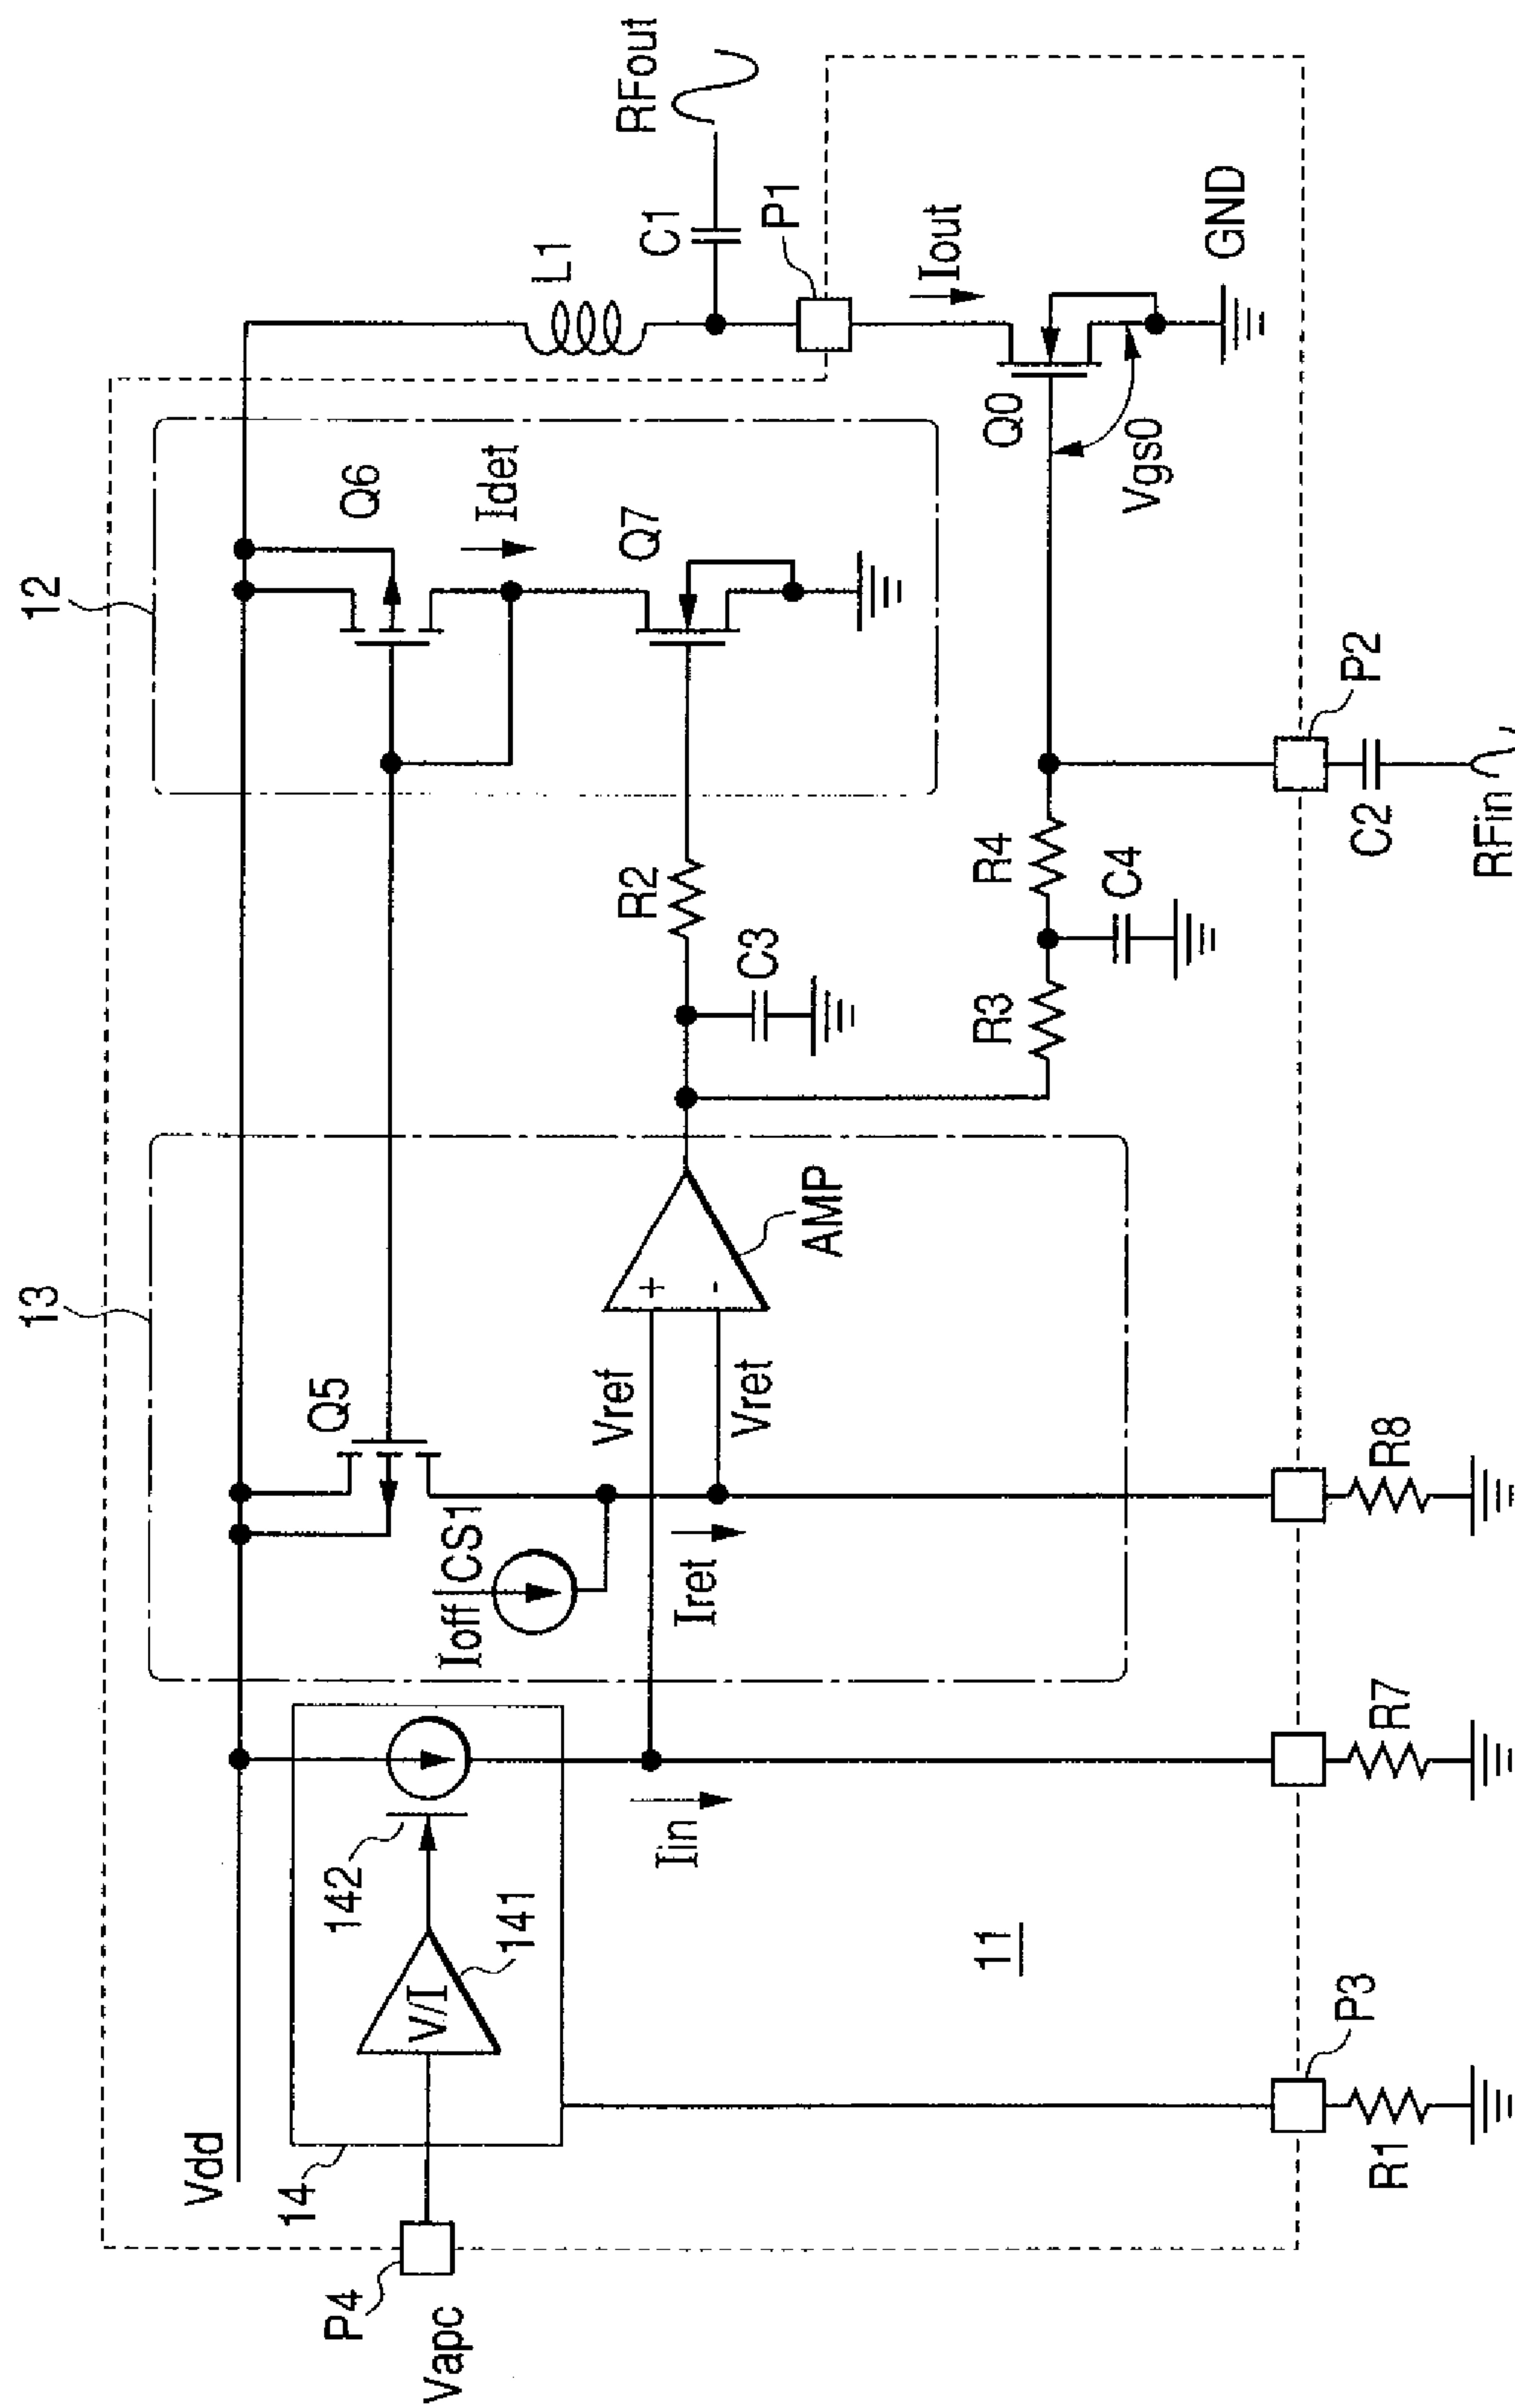 12
13
RFout
L1
C1
P1
Q6
Idet
Q7
Iout
GND
Q0
Vgs0
P2
C2
RFin
R4
C4
R2
C3
R3
AMP
+
-
Q5
Vref
Vret
Ioff
CS1
Iret
R8
R7
Iin
142
141
V/I
11
P3
R1
Vdd
14
P4
Vapc